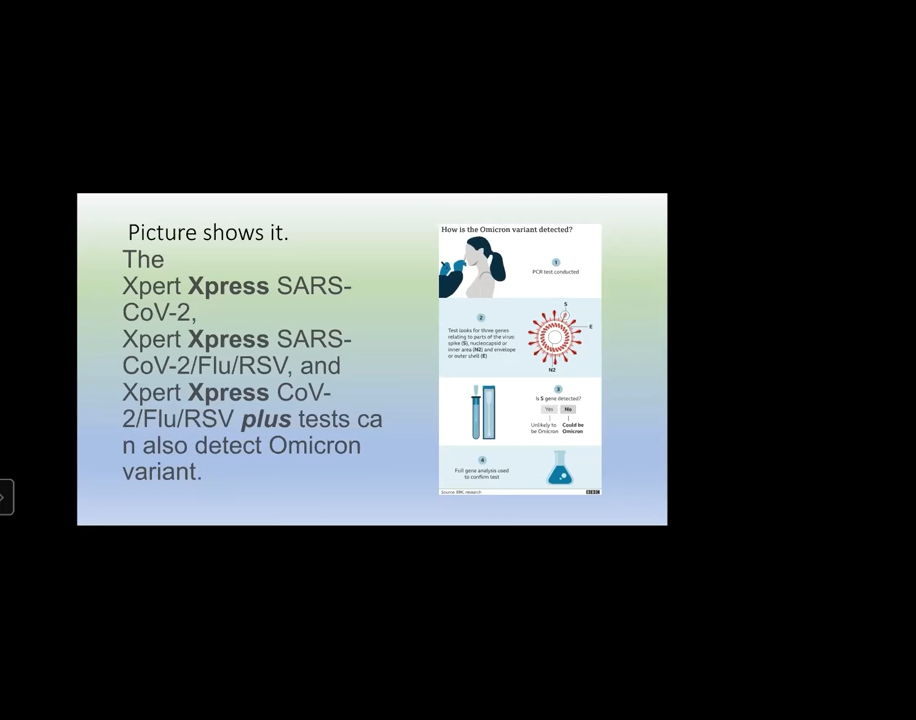 Picture shows it.
The
Xpert Xpress SARS-
CoV-2,
Xpert Xpress SARS-
CoV-2/Flu/RSV, and
Xpert Xpress CoV-
2/Flu/RSV plus tests ca
n also detect Omicron
variant.
How is the Omicron variant detected?
1
PCR test conducted
2
Test looks for three genes
relating to parts of the virus:
spike (S), nucleocapsid or
inner area (N2) and envelope
or outer shell (E)
S
E
N2
3
Is S gene detected?
Yes No
Unlikely to Could be
be Omicron Omicron
4
Full gene analysis used
to confirm test
Source: BBC research
BBC